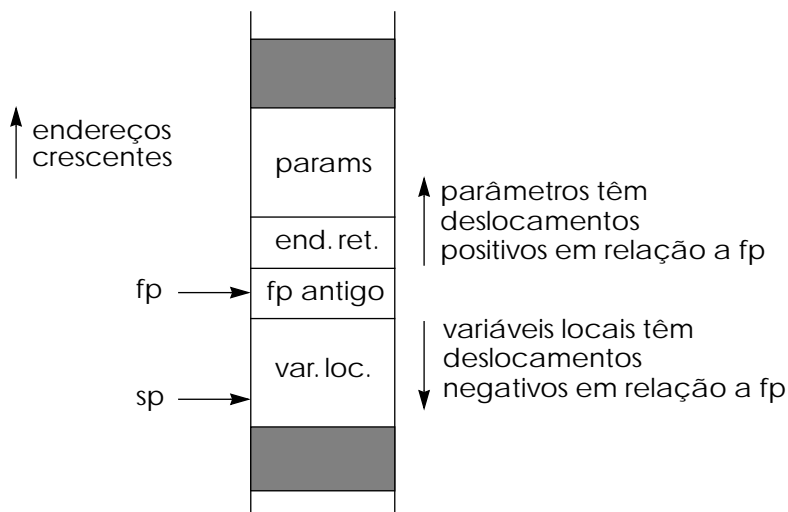 endereços
crescentes
params
parâmetros têm
deslocamentos
positivos em relação a fp
end. ret.
fp
fp antigo
variáveis locais têm
deslocamentos
negativos em relação a fp
var. loc.
sp